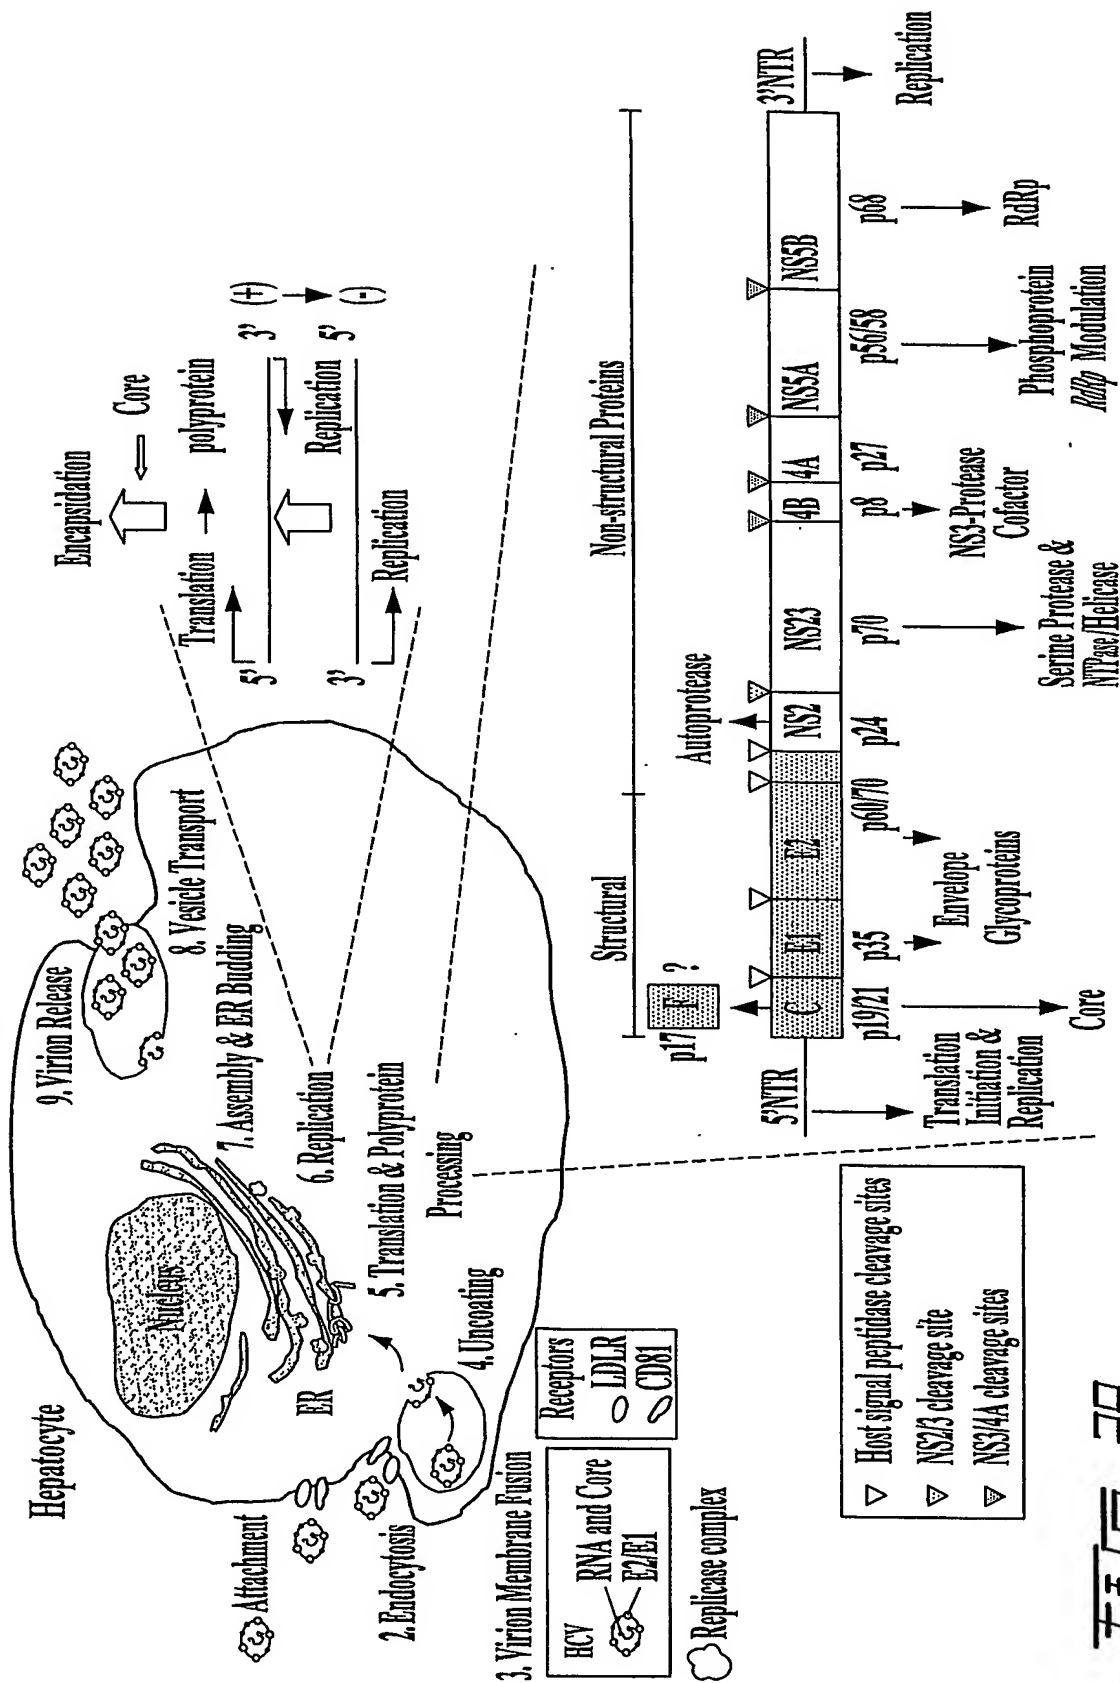 Hepatocyte
Attachment
2. Endocytosis
3. Virion Membrane Fusion
4. Uncoating
Nucleus
ER
5. Translation & Polyprotein
Processing
6. Replication
7. Assembly & ER Budding
8. Vesicle Transport
9. Virion Release
HCV
RNA and Core
E2/E1
Receptors
LDLR
CD81
Replicase complex
Encapsidation
Core
Translation
polyprotein
5' 3' (+)
Replication
3' 5' (-)
Replication
Structural
Non-structural Proteins
p17 F ?
Autoprotease
5'NTR C E1 E2 NS2 NS23 4B 4A NS5A NS5B 3'NTR
p19/21 p35 p60/70 p24 p70 p8 p27 p56/58 p68
Translation
Initiation &
Replication
Core
Envelope
Glycoproteins
Serine Protease &
NTPase/Helicase
NS3-Protease
Cofactor
Phosphoprotein
RdRp Modulation
RdRp
Replication
Host signal peptidase cleavage sites
NS2/3 cleavage site
NS3/4A cleavage sites